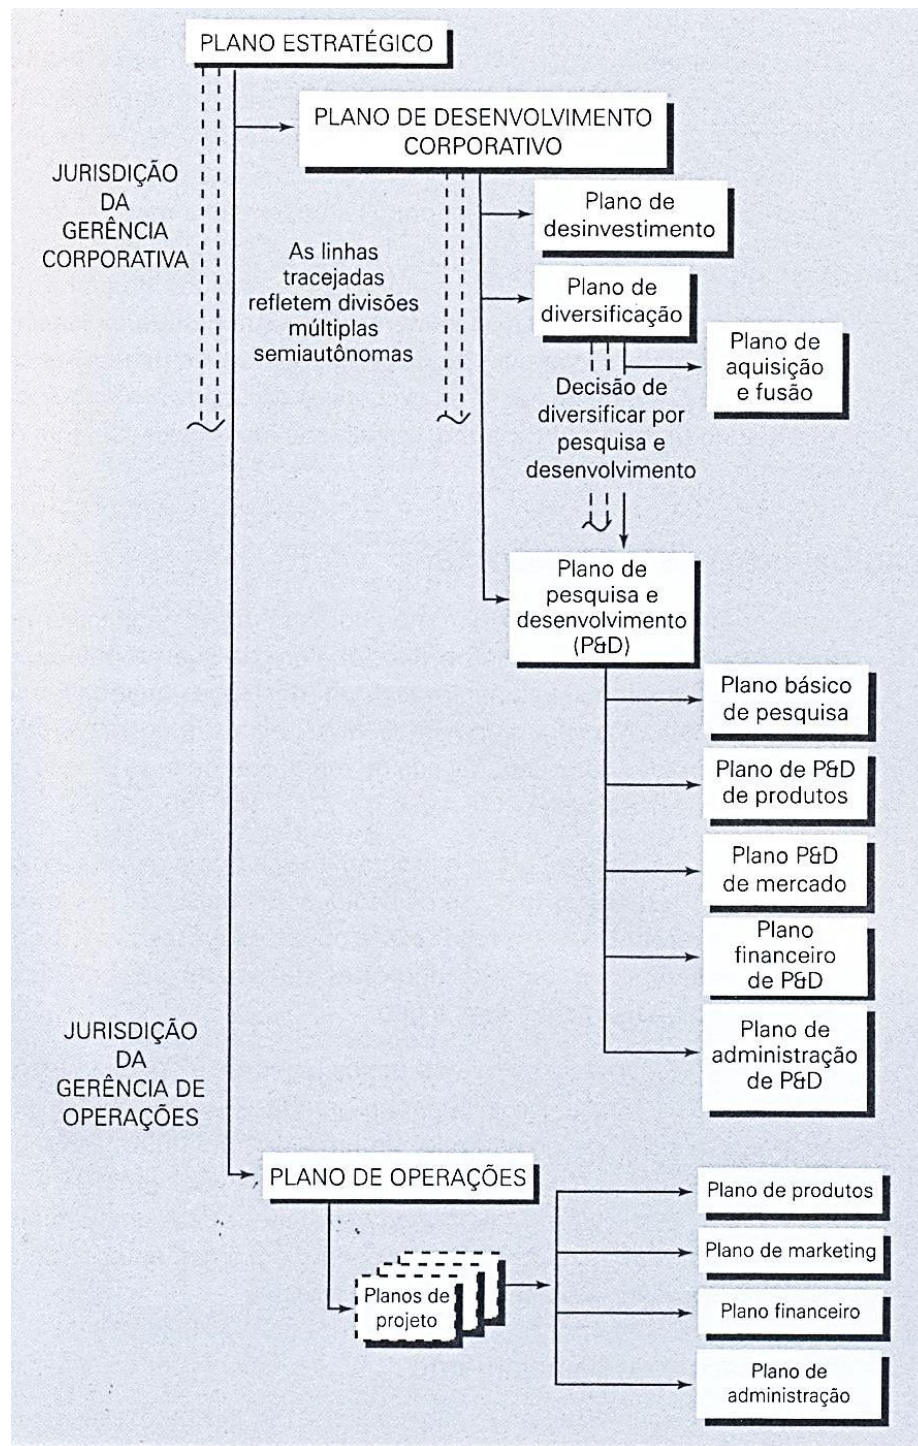 PLANO ESTRATÉGICO
PLANO DE DESENVOLVIMENTO
CORPORATIVO
JURISDIÇÃO
DA
GERÊNCIA
CORPORATIVA
As linhas
tracejadas
refletem divisões
múltiplas
semiautônomas
Plano de
desinvestimento
Plano de
diversificação
Plano de
aquisição
e fusão
Decisão de
diversificar por
pesquisa e
desenvolvimento
Plano de
pesquisa e
desenvolvimento
(P&D)
Plano básico
de pesquisa
Plano de P&D
de produtos
Plano P&D
de mercado
Plano
financeiro
de P&D
Plano de
administração
de P&D
JURISDIÇÃO
DA
GERÊNCIA DE
OPERAÇÕES
PLANO DE OPERAÇÕES
Planos de
projeto
Plano de produtos
Plano de marketing
Plano financeiro
Plano de
administração